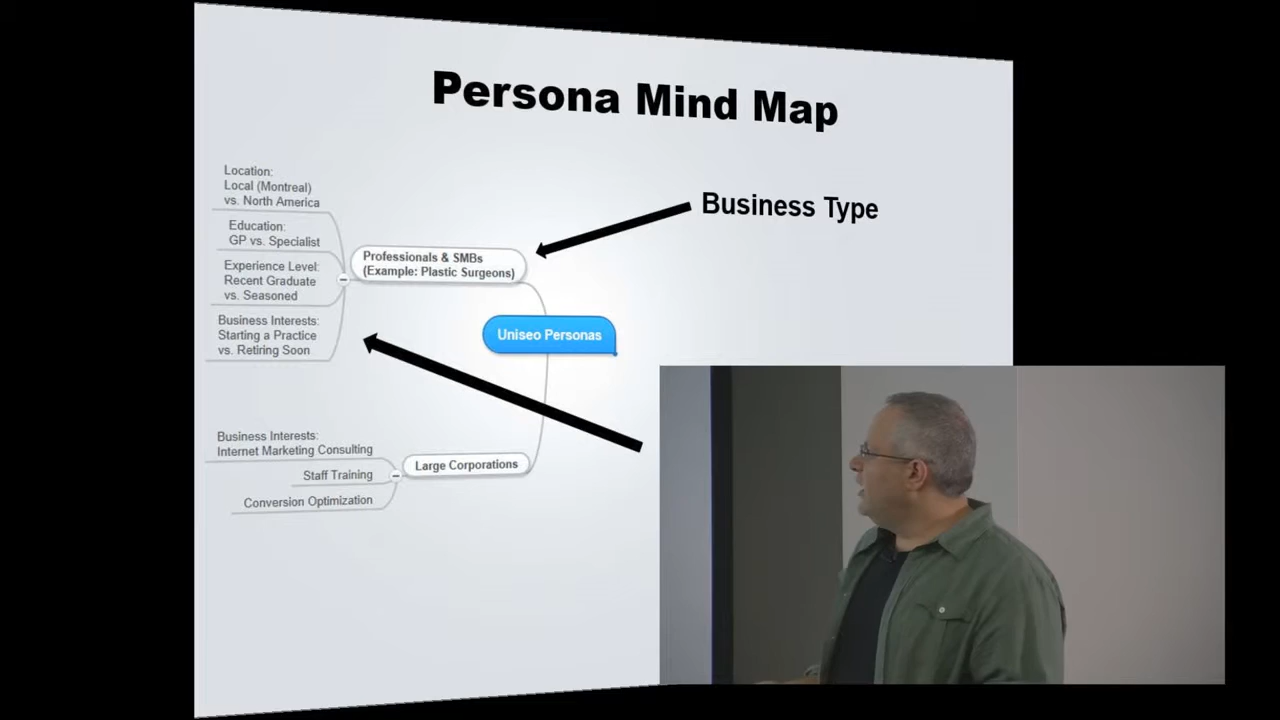 Persona Mind Map
Business Type
Location:
Local (Montreal)
vs. North America
Education:
GP vs. Specialist
Experience Level:
Recent Graduate
vs. Seasoned
Business Interests:
Starting a Practice
vs. Retiring Soon
Professionals & SMBs
(Example: Plastic Surgeons)
Uniseo Personas
Business Interests:
Internet Marketing Consulting
Staff Training
Conversion Optimization
Large Corporations